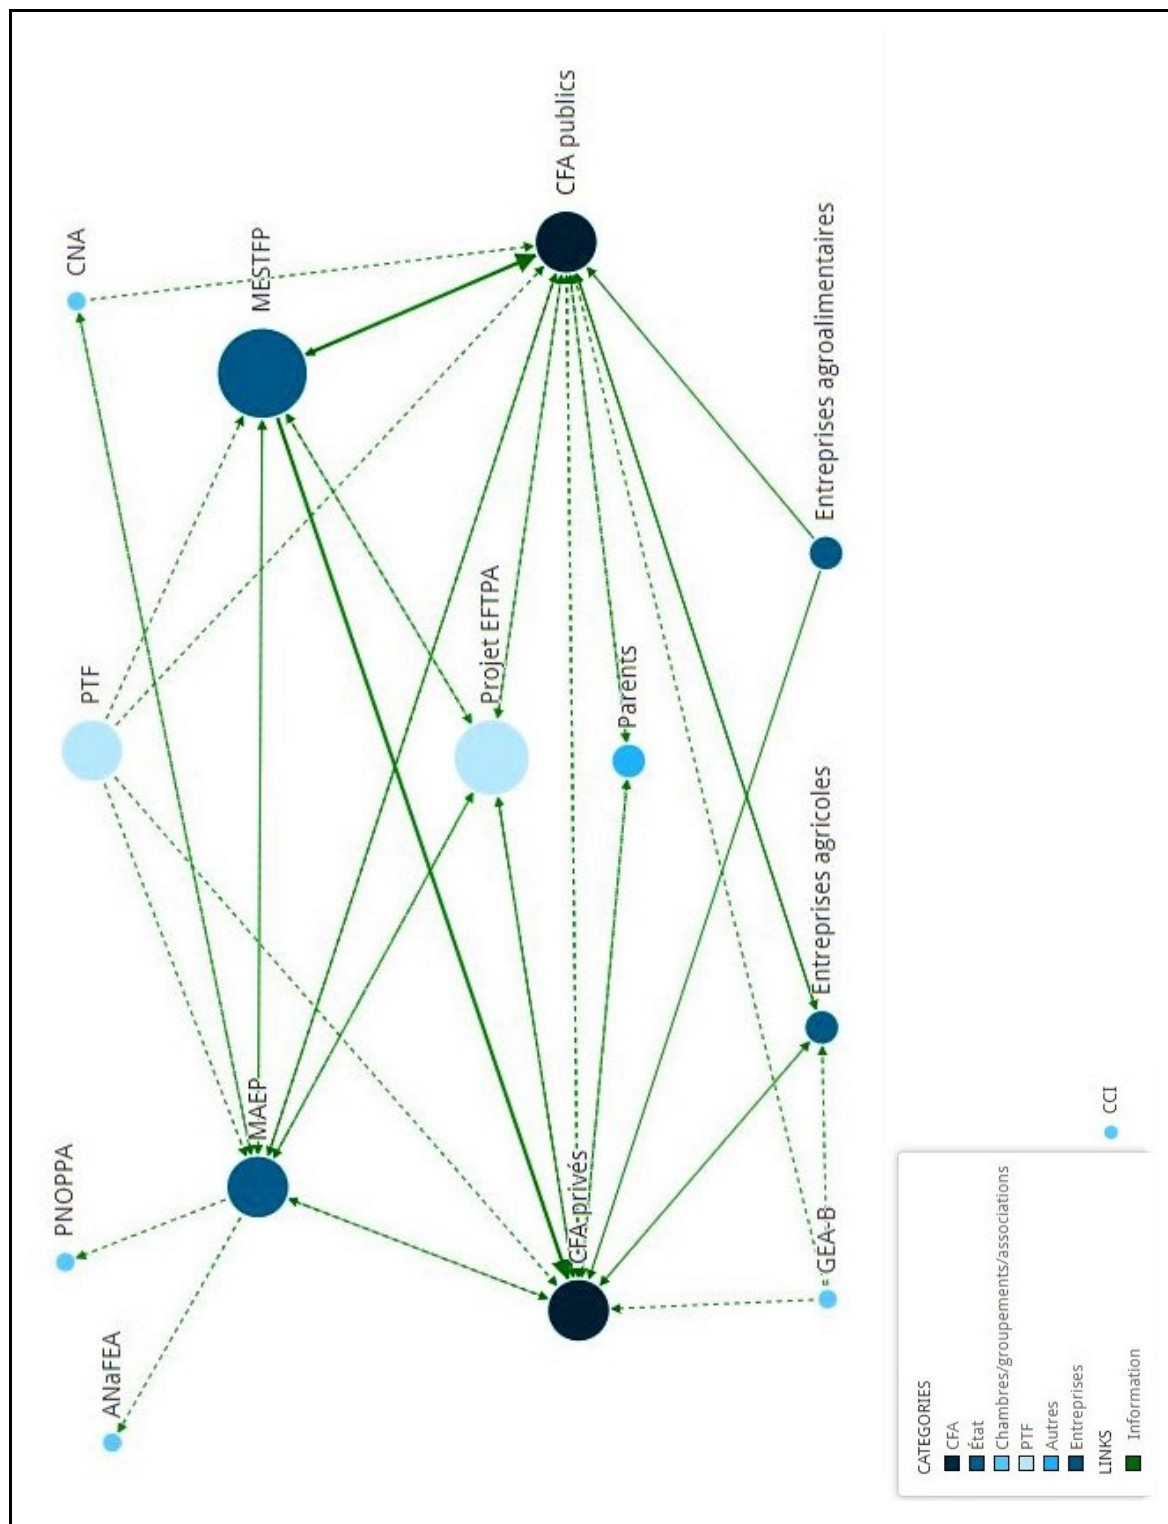 ANaFEA
PNOPPA
PTF
CNA
MAEP
MESTFP
Projet EFTPA
CFA privés
Parents
CFA publics
GEA-B
Entreprises agricoles
Entreprises agroalimentaires
CATEGORIES
CFA
État
Chambres/groupements/associations
PTF
Autres
Entreprises
LINKS
Information
CCI